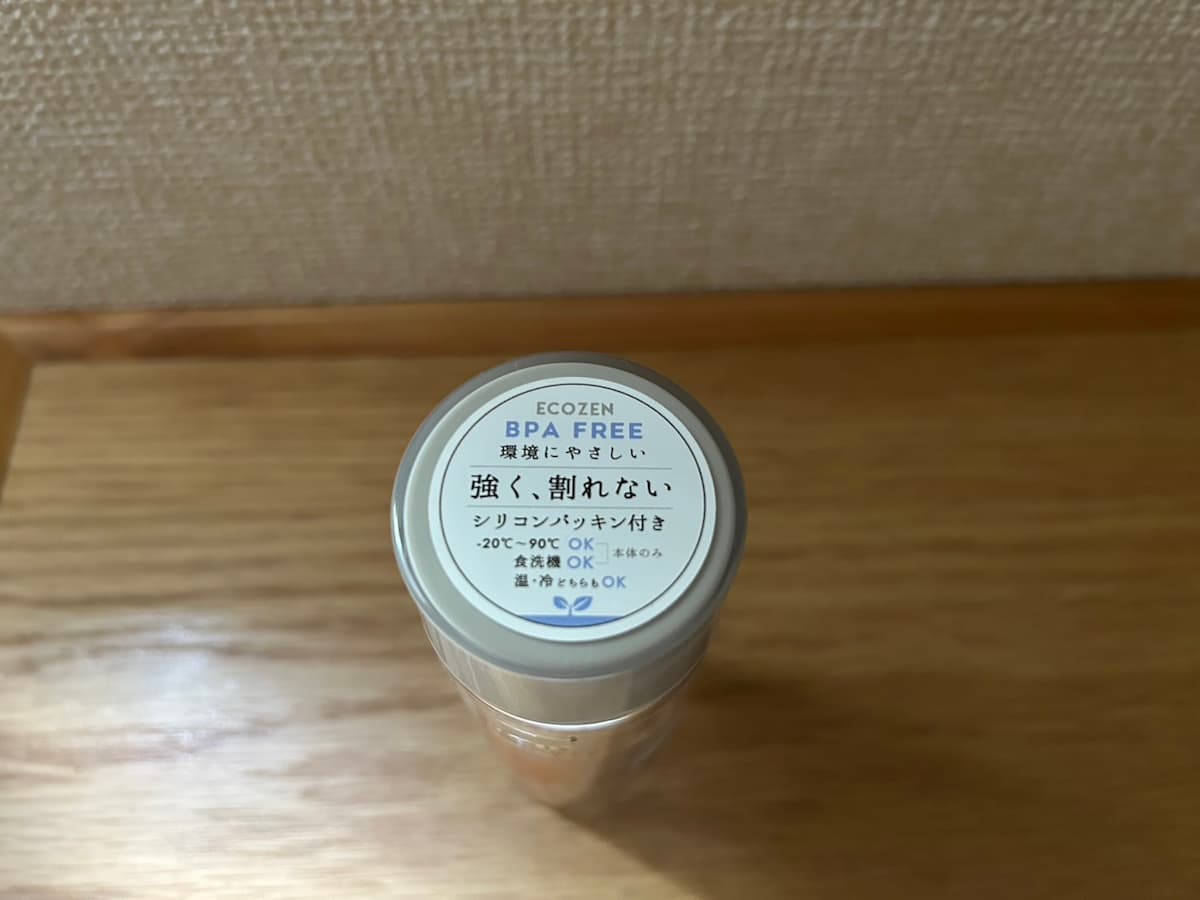 ECOZEN
BPA FREE
環境にやさしい
強く、割れない
シリコンパッキン付き
-20℃～90℃ OK
食洗機 OK
本体のみ
温・冷どちらもOK